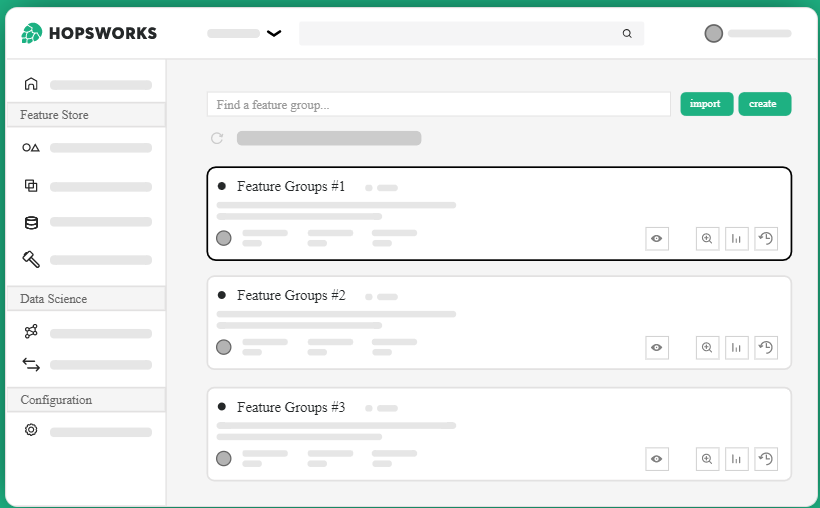 HOPSWORKS
Feature Store
Data Science
Configuration
Find a feature group...
import
create
Feature Groups #1
Feature Groups #2
Feature Groups #3